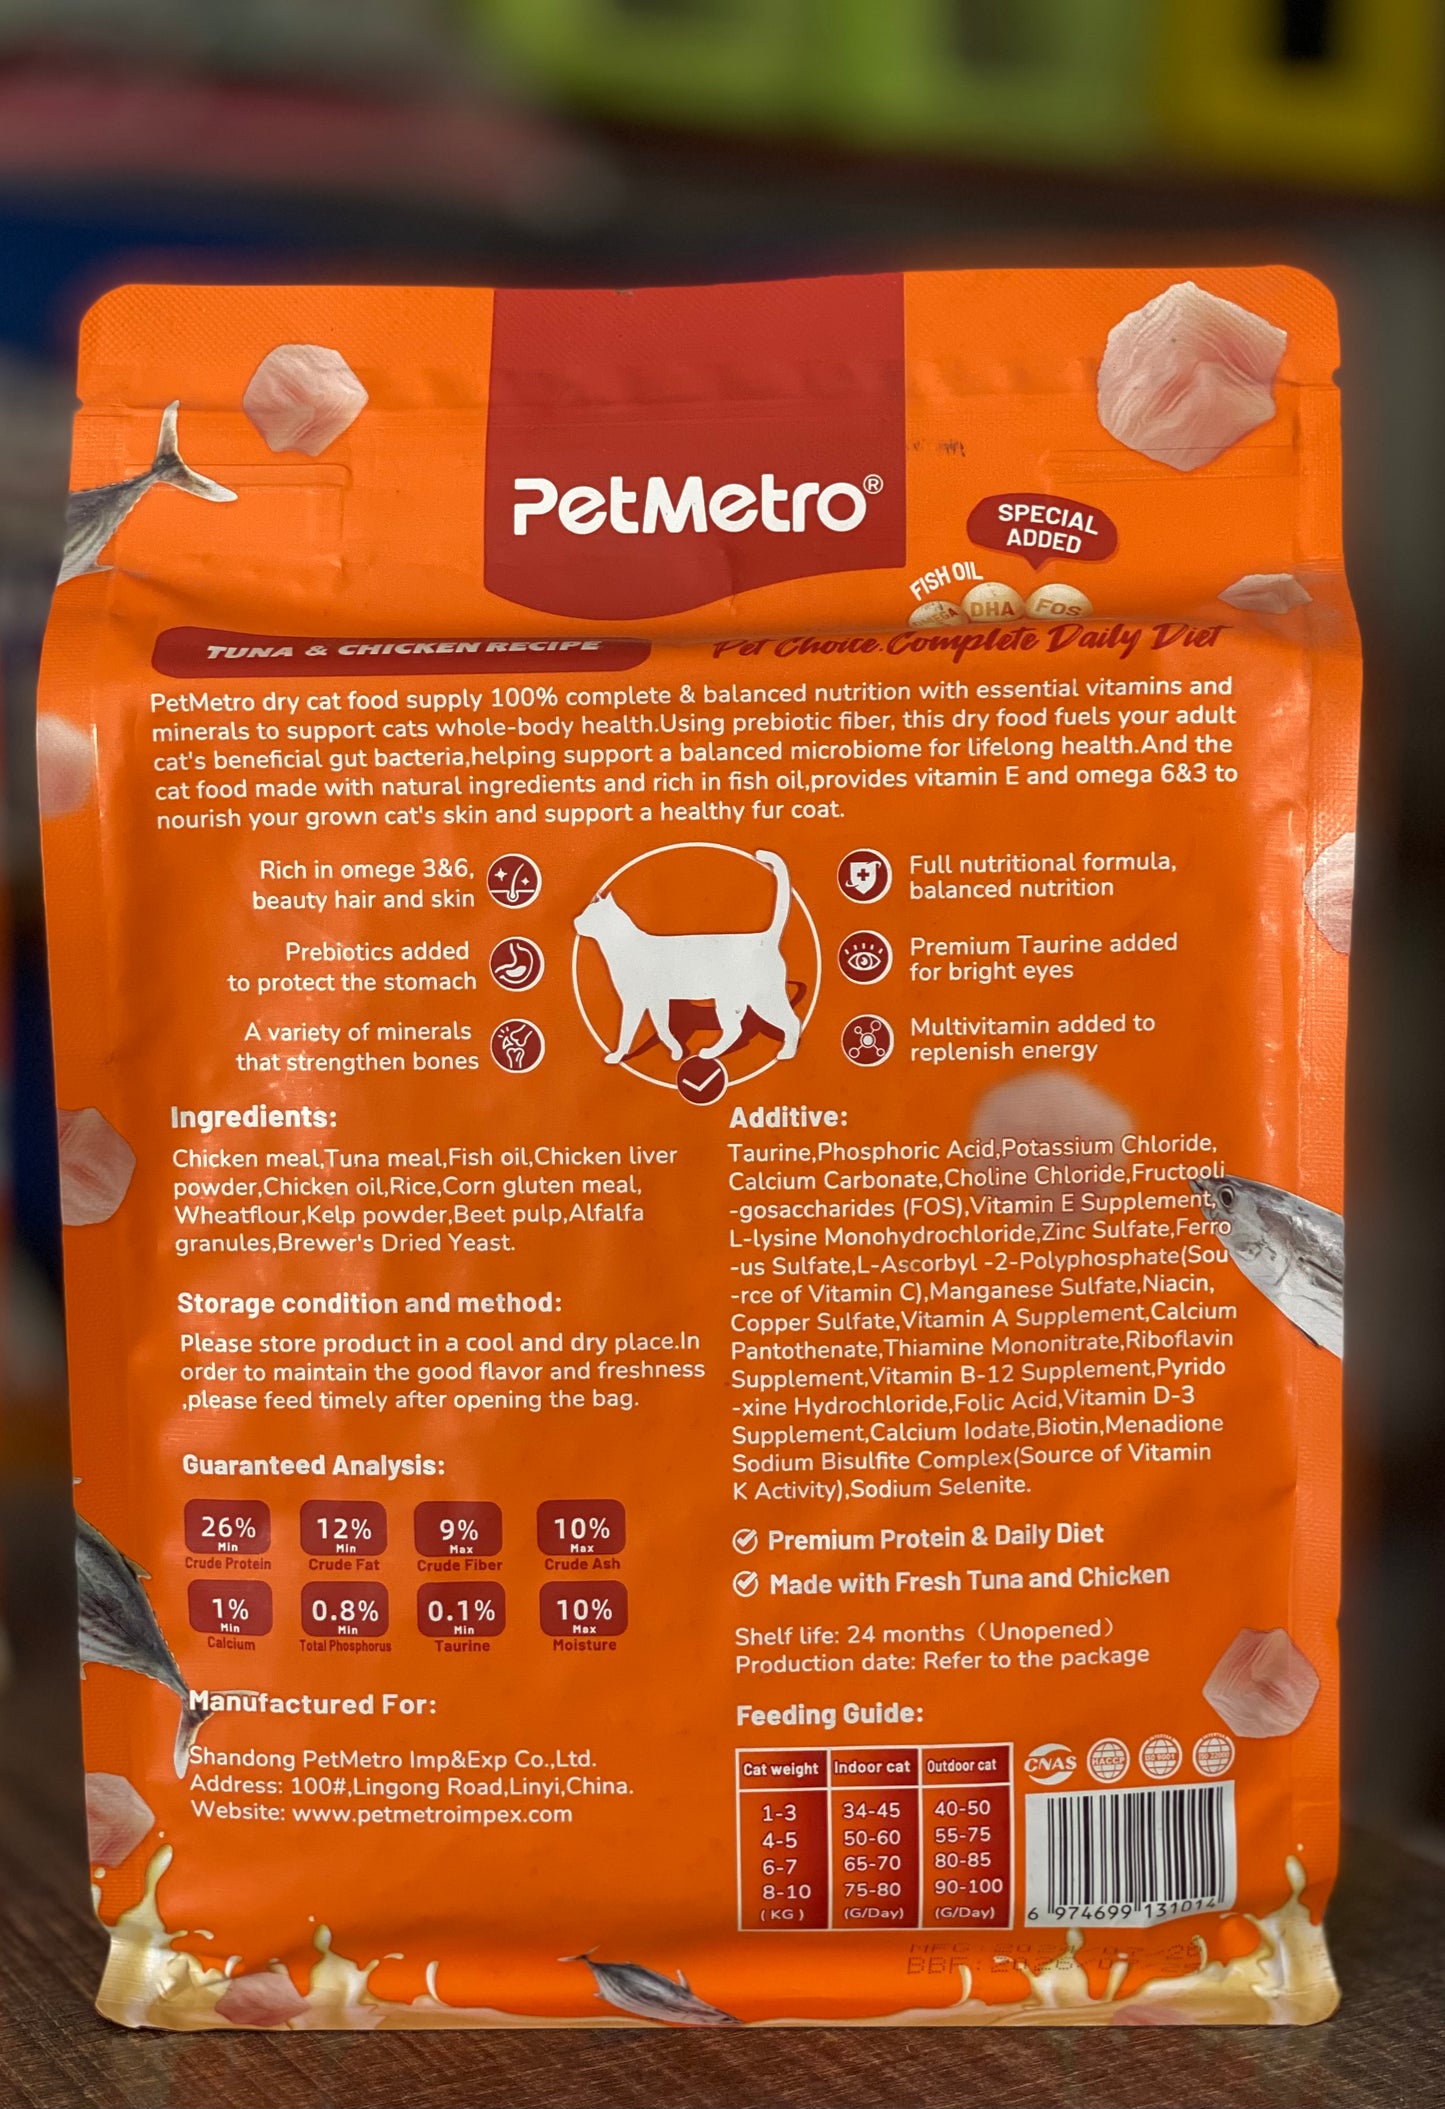 PetMetro®
SPECIAL
ADDED
FISH OIL
OMEGA DHA FOS
TUNA & CHICKEN RECIPE
Pet Choice.Complete Daily Diet
PetMetro dry cat food supply 100% complete & balanced nutrition with essential vitamins and
minerals to support cats whole-body health.Using prebiotic fiber, this dry food fuels your adult
cat's beneficial gut bacteria,helping support a balanced microbiome for lifelong health.And the
cat food made with natural ingredients and rich in fish oil,provides vitamin E and omega 6&3 to
nourish your grown cat's skin and support a healthy fur coat.
Rich in omege 3&6,
beauty hair and skin
Prebiotics added
to protect the stomach
A variety of minerals
that strengthen bones
Full nutritional formula,
balanced nutrition
Premium Taurine added
for bright eyes
Multivitamin added to
replenish energy
Ingredients:
Chicken meal,Tuna meal,Fish oil,Chicken liver
powder,Chicken oil,Rice,Corn gluten meal,
Wheatflour,Kelp powder,Beet pulp,Alfalfa
granules,Brewer's Dried Yeast.
Storage condition and method:
Please store product in a cool and dry place.In
order to maintain the good flavor and freshness
,please feed timely after opening the bag.
Guaranteed Analysis:
26% 12% 9% 10%
Min Min Max Max
Crude Protein Crude Fat Crude Fiber Crude Ash
1% 0.8% 0.1% 10%
Min Min Min Max
Calcium Total Phosphorus Taurine Moisture
Manufactured For:
Shandong PetMetro Imp&Exp Co.,Ltd.
Address: 100#,Lingong Road,Linyi,China.
Website: www.petmetroimpex.com
Additive:
Taurine,Phosphoric Acid,Potassium Chloride,
Calcium Carbonate,Choline Chloride,Fructooli
-gosaccharides (FOS),Vitamin E Supplement,
L-lysine Monohydrochloride,Zinc Sulfate,Ferro
-us Sulfate,L-Ascorbyl -2-Polyphosphate(Sou
-rce of Vitamin C),Manganese Sulfate,Niacin,
Copper Sulfate,Vitamin A Supplement,Calcium
Pantothenate,Thiamine Mononitrate,Riboflavin
Supplement,Vitamin B-12 Supplement,Pyrido
-xine Hydrochloride,Folic Acid,Vitamin D-3
Supplement,Calcium Iodate,Biotin,Menadione
Sodium Bisulfite Complex(Source of Vitamin
K Activity),Sodium Selenite.
Premium Protein & Daily Diet
Made with Fresh Tuna and Chicken
Shelf life: 24 months（Unopened）
Production date: Refer to the package
Feeding Guide:
Cat weight Indoor cat Outdoor cat
1-3 34-45 40-50
4-5 50-60 55-75
6-7 65-70 80-85
8-10 75-80 90-100
(KG) (G/Day) (G/Day)
CNAS HACCP ISO 9001 ISO 22000
6 974699 131014
MFG:
BBF: